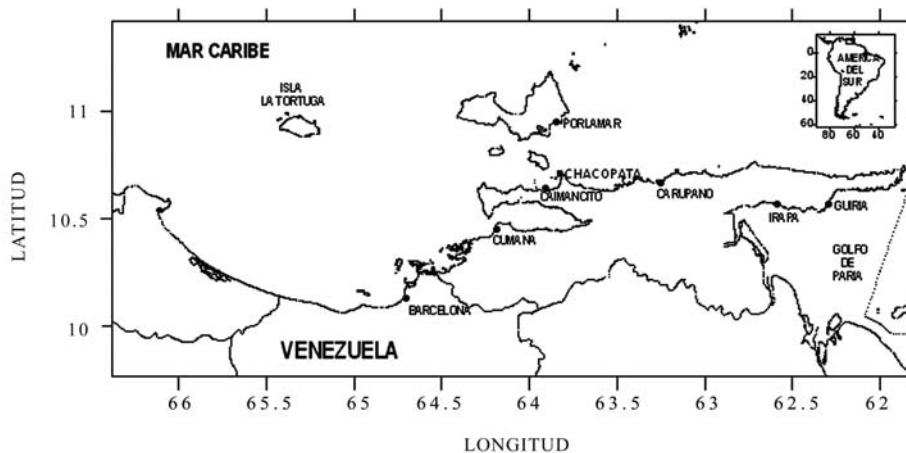 MAR CARIBE
ISLA
LA TORTUGA
AMERICA
DEL
SUR
0
20
40
60
80 60 40
PORLAMAR
CHACOPATA
CAIMANCITO
CARUPANO
IRAPA
GUIRIA
CUMANA
GOLFO
DE
PARIA
BARCELONA
VENEZUELA
LATITUD
11
10.5
10
66 65.5 65 64.5 64 63.5 63 62.5 62
LONGITUD